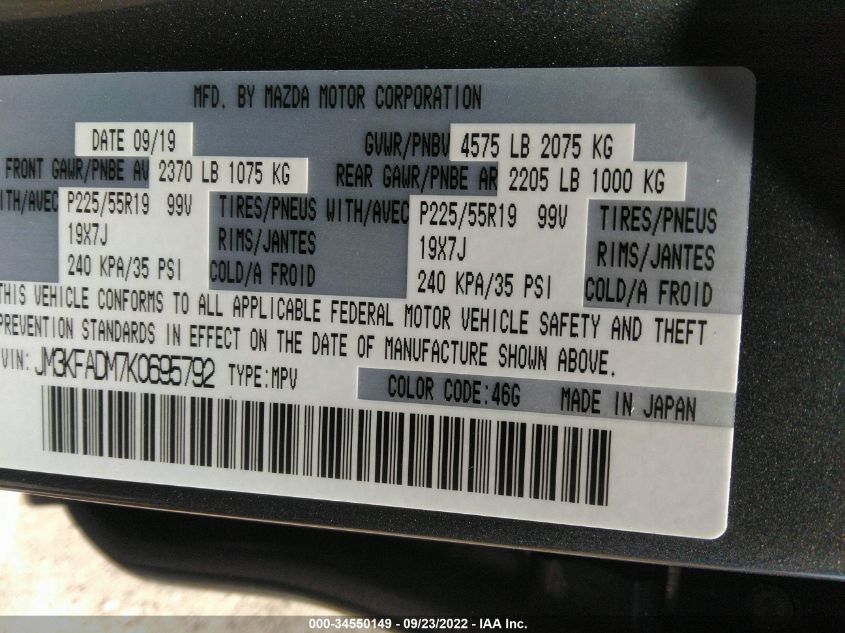 MFD. BY MAZDA MOTOR CORPORATION
DATE 09/19 GVWR/PNBV 4575 LB 2075 KG
FRONT GAWR/PNBE AV 2370 LB 1075 KG REAR GAWR/PNBE AR 2205 LB 1000 KG
WITH/AVEC P225/55R19 99V TIRES/PNEUS WITH/AVEC P225/55R19 99V TIRES/PNEUS
19X7J RIMS/JANTES 19X7J RIMS/JANTES
240 KPA/35 PSI COLD/A FROID 240 KPA/35 PSI COLD/A FROID
THIS VEHICLE CONFORMS TO ALL APPLICABLE FEDERAL MOTOR VEHICLE SAFETY AND THEFT
PREVENTION STANDARDS IN EFFECT ON THE DATE OF MANUFACTURE SHOWN ABOVE.
VIN: JM3KFADM7K0695792 TYPE:MPV COLOR CODE:46G MADE IN JAPAN
000-34550149 - 09/23/2022 - IAA Inc.